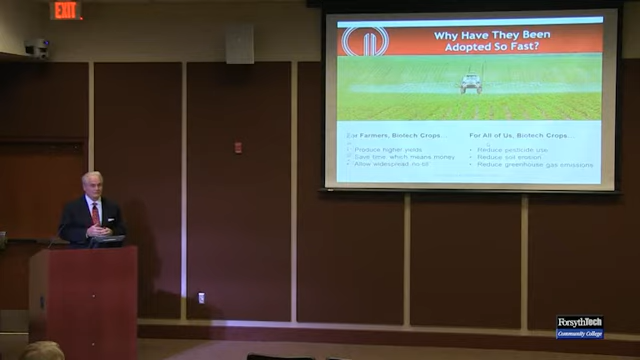 EXIT
Why Have They Been
Adopted So Fast?
For Farmers, Biotech Crops...
Produce higher yields
Save time, which means money
Allow widespread no-till
For All of Us, Biotech Crops...
Reduce pesticide use
Reduce soil erosion
Reduce greenhouse gas emissions
ForsythTech
Community College